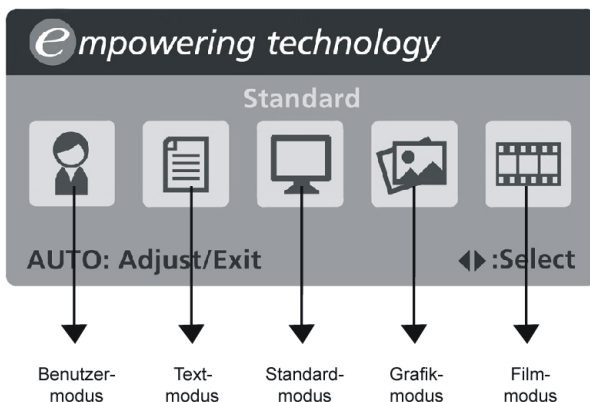 empowering technology
Standard
AUTO: Adjust/Exit ◀▶:Select
Benutzer- Text- Standard- Grafik- Film-
modus modus modus modus modus